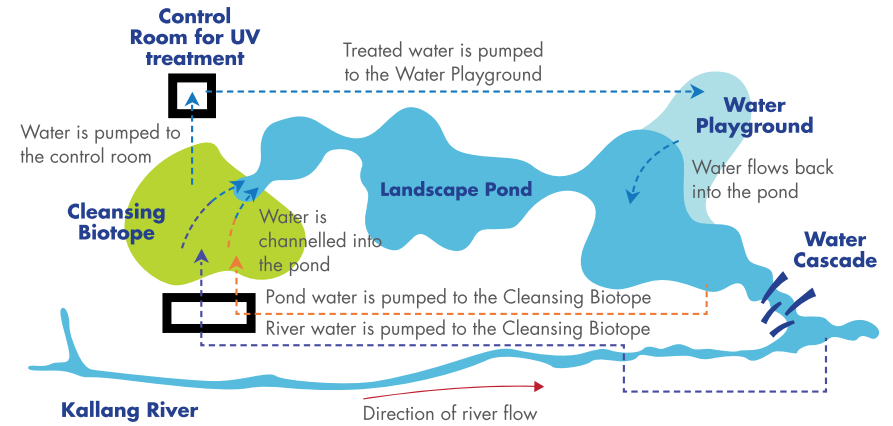 Control
Room for UV
treatment
Treated water is pumped
to the Water Playground
Water
Playground
Water is pumped to
the control room
Water flows back
into the pond
Landscape Pond
Cleansing
Biotope
Water is
channelled into
the pond
Water
Cascade
Pond water is pumped to the Cleansing Biotope
River water is pumped to the Cleansing Biotope
Kallang River
Direction of river flow